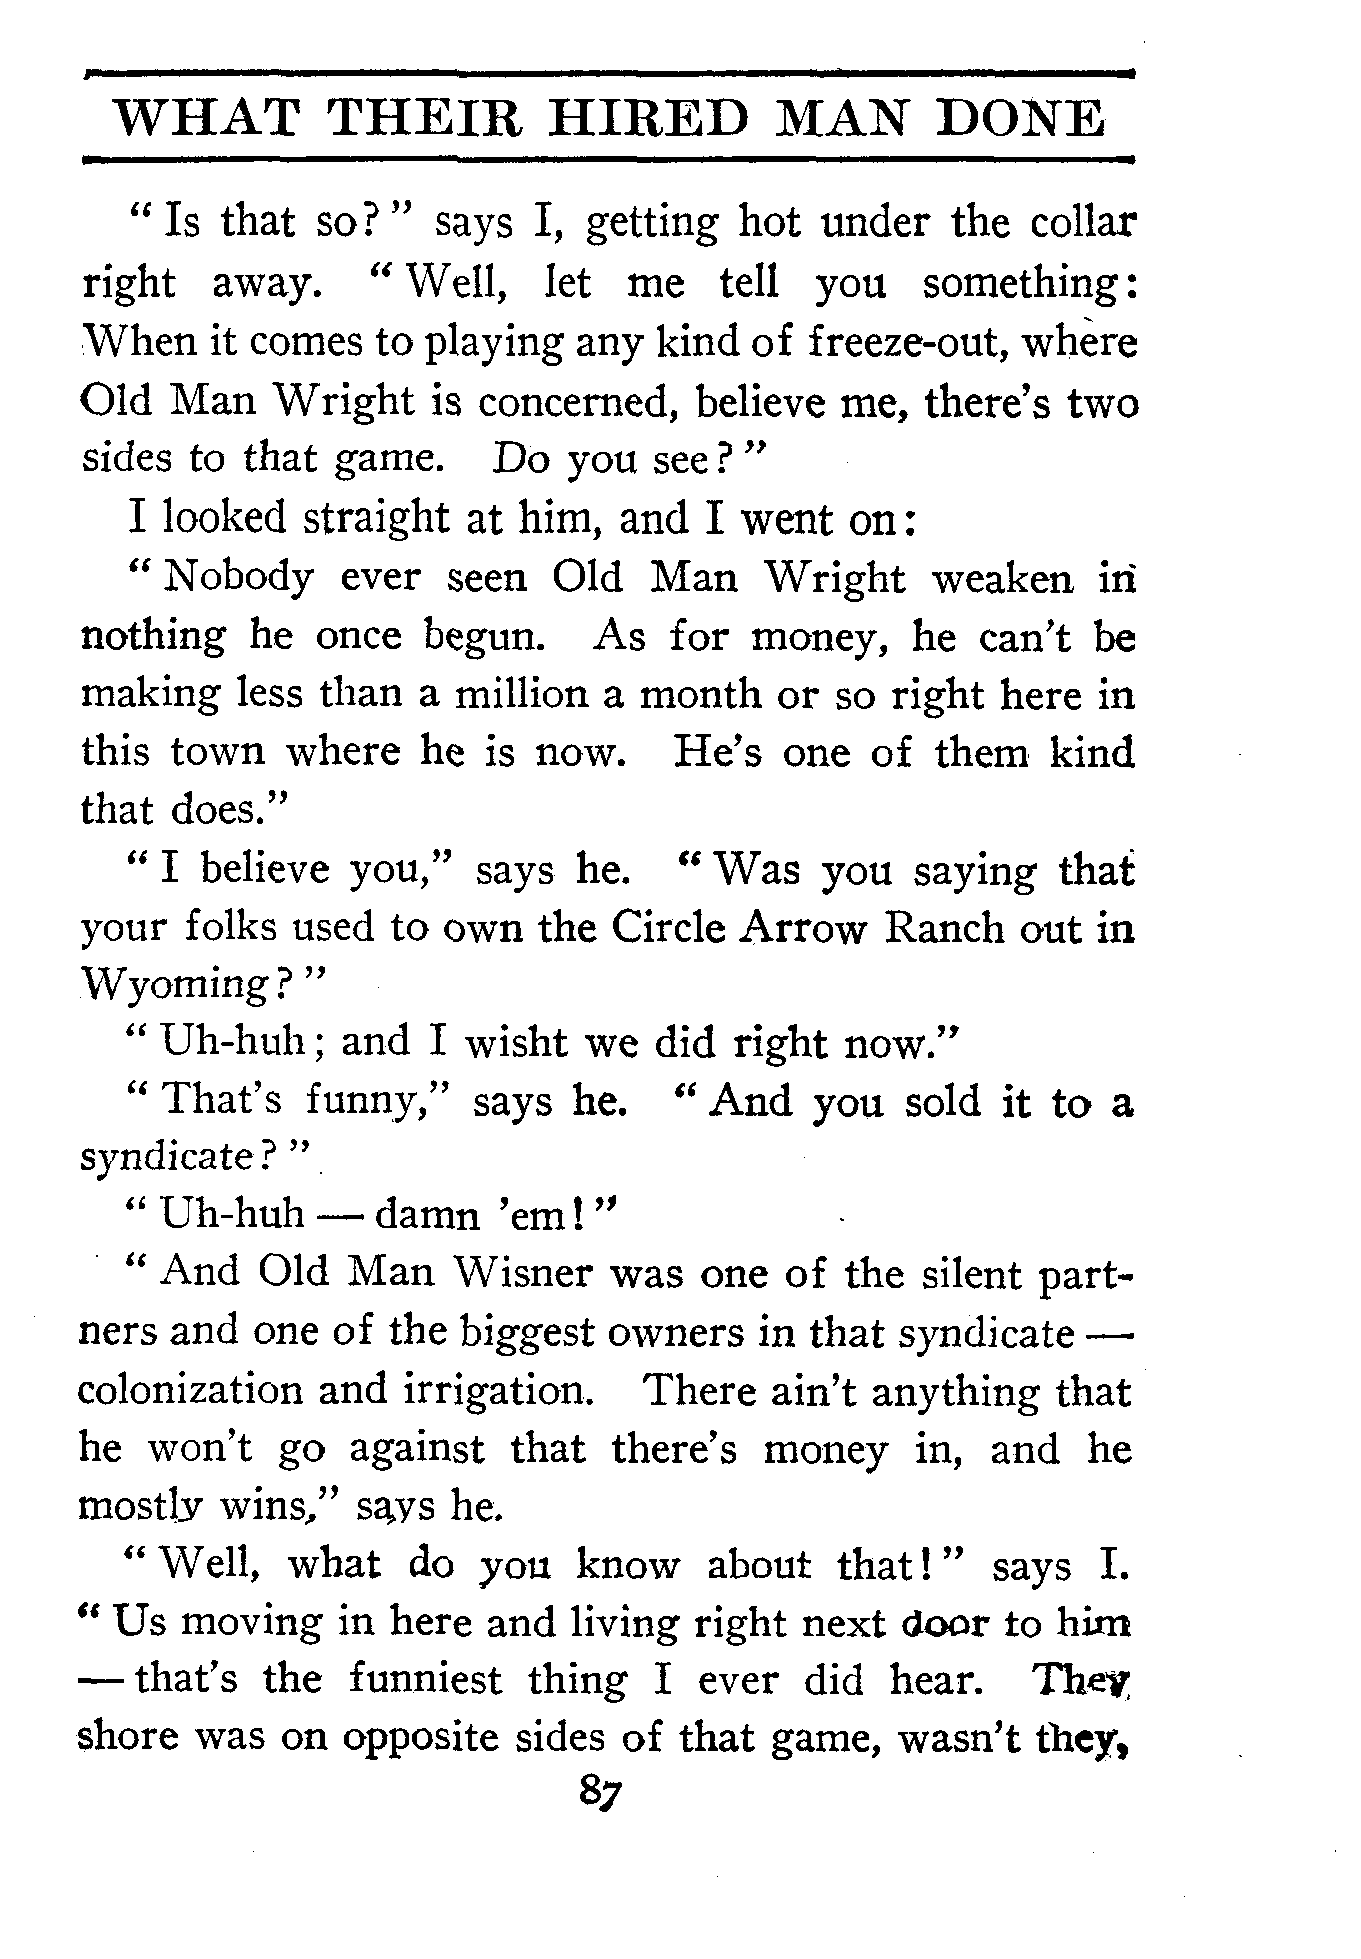 WHAT THEIR HIRED MAN DONE
" Is that so? " says I, getting hot under the collar
right away. " Well, let me tell you something:
When it comes to playing any kind of freeze-out, where
Old Man Wright is concerned, believe me, there's two
sides to that game. Do you see? "
I looked straight at him, and I went on:
" Nobody ever seen Old Man Wright weaken in
nothing he once begun. As for money, he can't be
making less than a million a month or so right here in
this town where he is now. He's one of them kind
that does."
" I believe you," says he. " Was you saying that
your folks used to own the Circle Arrow Ranch out in
Wyoming? "
" Uh-huh; and I wisht we did right now."
" That's funny," says he. " And you sold it to a
syndicate? "
" Uh-huh — damn 'em! "
" And Old Man Wisner was one of the silent part-
ners and one of the biggest owners in that syndicate —
colonization and irrigation. There ain't anything that
he won't go against that there's money in, and he
mostly wins," says he.
" Well, what do you know about that! " says I.
" Us moving in here and living right next door to him
— that's the funniest thing I ever did hear. They
shore was on opposite sides of that game, wasn't they,
87